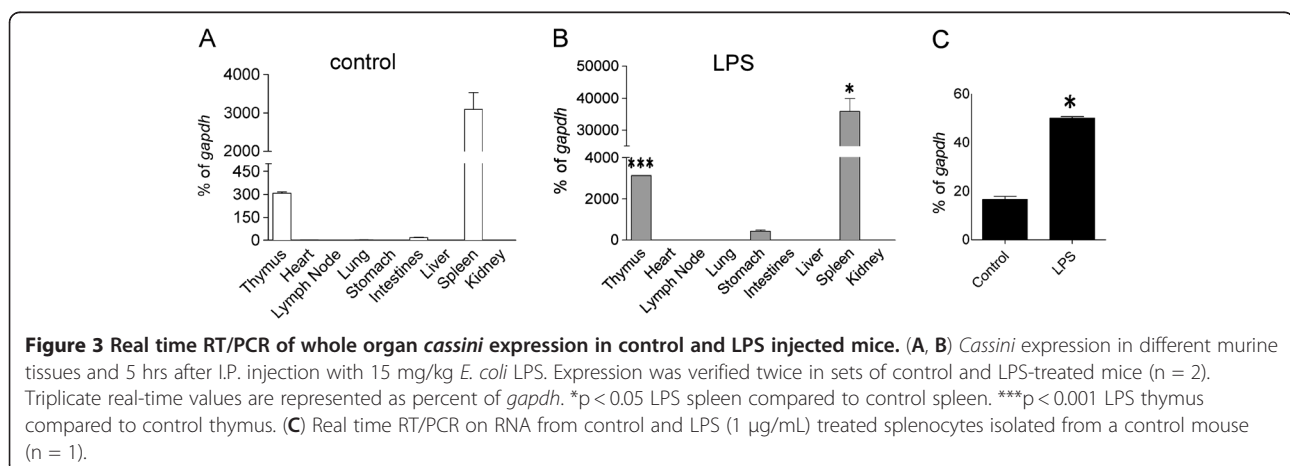 A
control
4000
3000
2000
450
300
150
0
% of gapdh
Thymus
Heart
Lymph Node
Lung
Stomach
Intestines
Liver
Spleen
Kidney
B
LPS
50000
40000
30000
10000
4000
2000
0
% of gapdh
***
*
Thymus
Heart
Lymph Node
Lung
Stomach
Intestines
Liver
Spleen
Kidney
C
60
40
20
0
% of gapdh
*
Control
LPS
Figure 3 Real time RT/PCR of whole organ cassini expression in control and LPS injected mice. (A, B) Cassini expression in different murine
tissues and 5 hrs after I.P. injection with 15 mg/kg E. coli LPS. Expression was verified twice in sets of control and LPS-treated mice (n = 2).
Triplicate real-time values are represented as percent of gapdh. *p < 0.05 LPS spleen compared to control spleen. ***p < 0.001 LPS thymus
compared to control thymus. (C) Real time RT/PCR on RNA from control and LPS (1 μg/mL) treated splenocytes isolated from a control mouse
(n = 1).